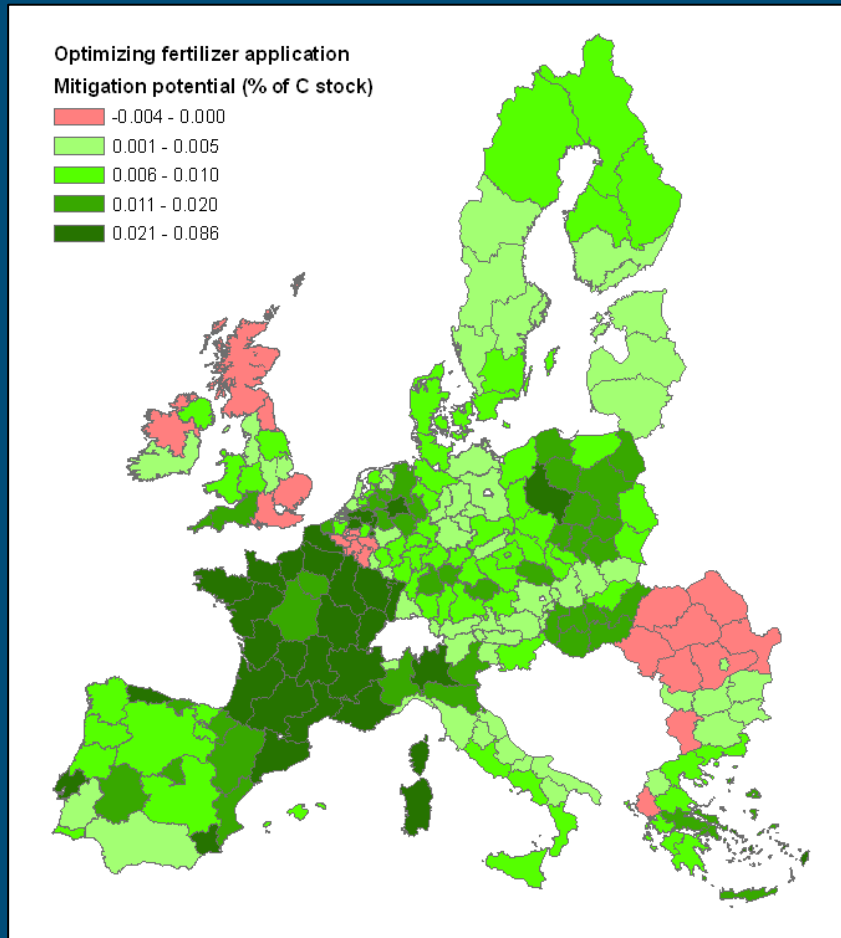 Optimizing fertilizer application
Mitigation potential (% of C stock)
-0.004 - 0.000
0.001 - 0.005
0.006 - 0.010
0.011 - 0.020
0.021 - 0.086